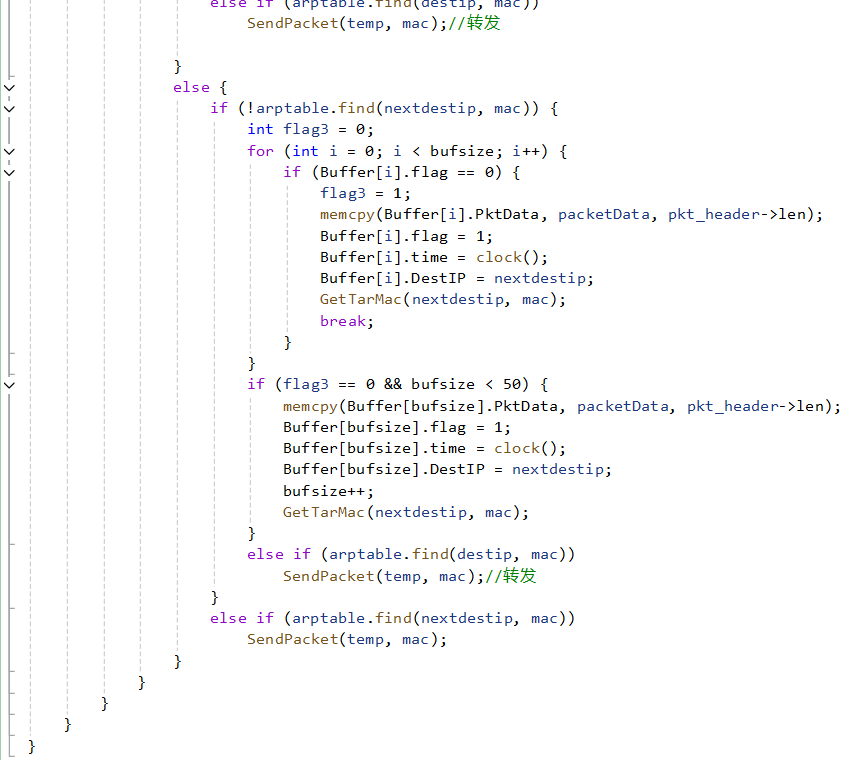 else if (arptable.find(destip, mac))
SendPacket(temp, mac);//转发
}
else {
if (!arptable.find(nextdestip, mac)) {
int flag3 = 0;
for (int i = 0; i < bufsize; i++) {
if (Buffer[i].flag == 0) {
flag3 = 1;
memcpy(Buffer[i].PktData, packetData, pkt_header->len);
Buffer[i].flag = 1;
Buffer[i].time = clock();
Buffer[i].DestIP = nextdestip;
GetTarMac(nextdestip, mac);
break;
}
}
if (flag3 == 0 && bufsize < 50) {
memcpy(Buffer[bufsize].PktData, packetData, pkt_header->len);
Buffer[bufsize].flag = 1;
Buffer[bufsize].time = clock();
Buffer[bufsize].DestIP = nextdestip;
bufsize++;
GetTarMac(nextdestip, mac);
}
else if (arptable.find(destip, mac))
SendPacket(temp, mac);//转发
}
else if (arptable.find(nextdestip, mac))
SendPacket(temp, mac);
}
}
}
}
}